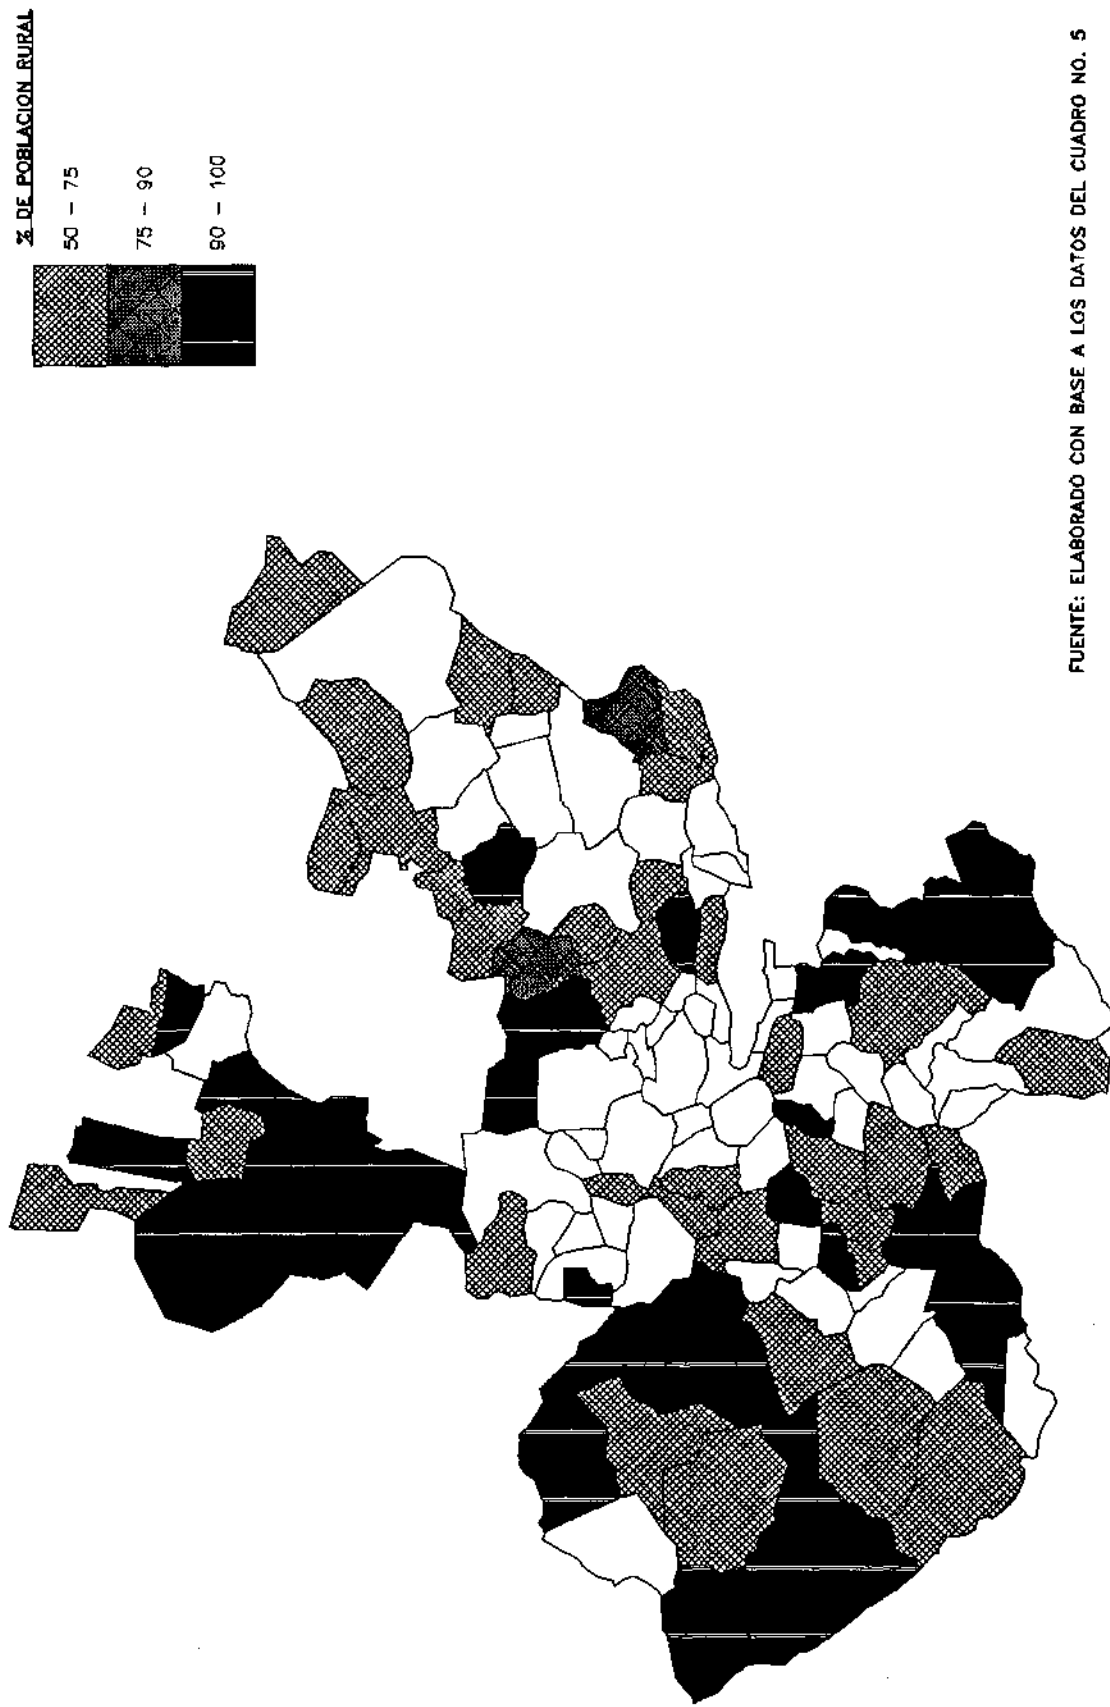 % DE POBLACION RURAL
50 - 75
75 - 90
90 - 100
FUENTE: ELABORADO CON BASE A LOS DATOS DEL CUADRO NO. 5